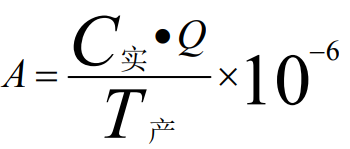 A = C实•Q / T产 × 10^-6